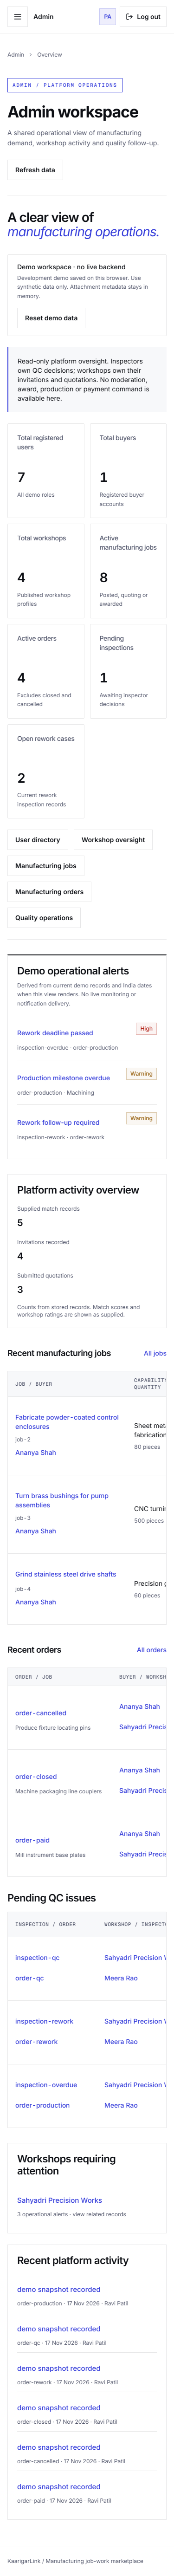 Admin
PA
Log out
Admin › Overview
ADMIN / PLATFORM OPERATIONS
Admin workspace
A shared operational view of manufacturing
demand, workshop activity and quality follow-up.
Refresh data
A clear view of
manufacturing operations.
Demo workspace · no live backend
Development demo saved on this browser. Use
synthetic data only. Attachment metadata stays in
memory.
Reset demo data
Read-only platform oversight. Inspectors
own QC decisions; workshops own their
invitations and quotations. No moderation,
award, production or payment command is
available here.
Total registered
users
7
All demo roles
Total buyers
1
Registered buyer
accounts
Total workshops
4
Published workshop
profiles
Active
manufacturing jobs
8
Posted, quoting or
awarded
Active orders
4
Excludes closed and
cancelled
Pending
inspections
1
Awaiting inspector
decisions
Open rework cases
2
Current rework
inspection records
User directory
Workshop oversight
Manufacturing jobs
Manufacturing orders
Quality operations
Demo operational alerts
Derived from current demo records and India dates
when this view renders. No live monitoring or
notification delivery.
Rework deadline passed
High
inspection-overdue · order-production
Production milestone overdue
Warning
order-production · Machining
Rework follow-up required
Warning
inspection-rework · order-rework
Platform activity overview
Supplied match records
5
Invitations recorded
4
Submitted quotations
3
Counts from stored records. Match scores and
workshop ratings are shown as supplied.
Recent manufacturing jobs
All jobs
JOB / BUYER
CAPABILITY
QUANTITY
Fabricate powder-coated control
enclosures
job-2
Ananya Shah
Sheet met
fabrication
80 pieces
Turn brass bushings for pump
assemblies
job-3
Ananya Shah
CNC turni
500 pieces
Grind stainless steel drive shafts
job-4
Ananya Shah
Precision g
60 pieces
Recent orders
All orders
ORDER / JOB
BUYER / WORKSH
order-cancelled
Produce fixture locating pins
Ananya Shah
Sahyadri Precis
order-closed
Machine packaging line couplers
Ananya Shah
Sahyadri Precis
order-paid
Mill instrument base plates
Ananya Shah
Sahyadri Precis
Pending QC issues
INSPECTION / ORDER
WORKSHOP / INSPECTO
inspection-qc
order-qc
Sahyadri Precision W
Meera Rao
inspection-rework
order-rework
Sahyadri Precision W
Meera Rao
inspection-overdue
order-production
Sahyadri Precision W
Meera Rao
Workshops requiring
attention
Sahyadri Precision Works
3 operational alerts · view related records
Recent platform activity
demo snapshot recorded
order-production · 17 Nov 2026 · Ravi Patil
demo snapshot recorded
order-qc · 17 Nov 2026 · Ravi Patil
demo snapshot recorded
order-rework · 17 Nov 2026 · Ravi Patil
demo snapshot recorded
order-closed · 17 Nov 2026 · Ravi Patil
demo snapshot recorded
order-cancelled · 17 Nov 2026 · Ravi Patil
demo snapshot recorded
order-paid · 17 Nov 2026 · Ravi Patil
KaarigarLink / Manufacturing job-work marketplace